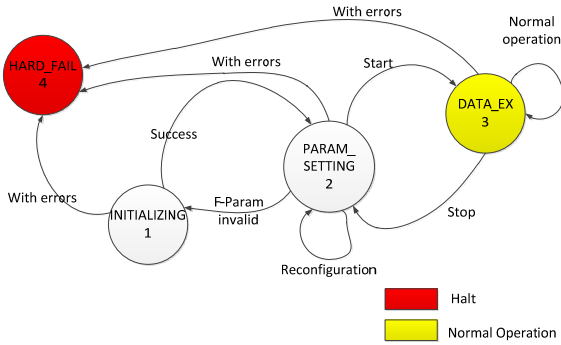 With errors
Normal
operation
HARD_FAIL
4
With errors
Start
DATA_EX
3
Success
PARAM_
SETTING
2
With errors
F-Param
invalid
INITIALIZING
1
Stop
Reconfiguration
Halt
Normal Operation